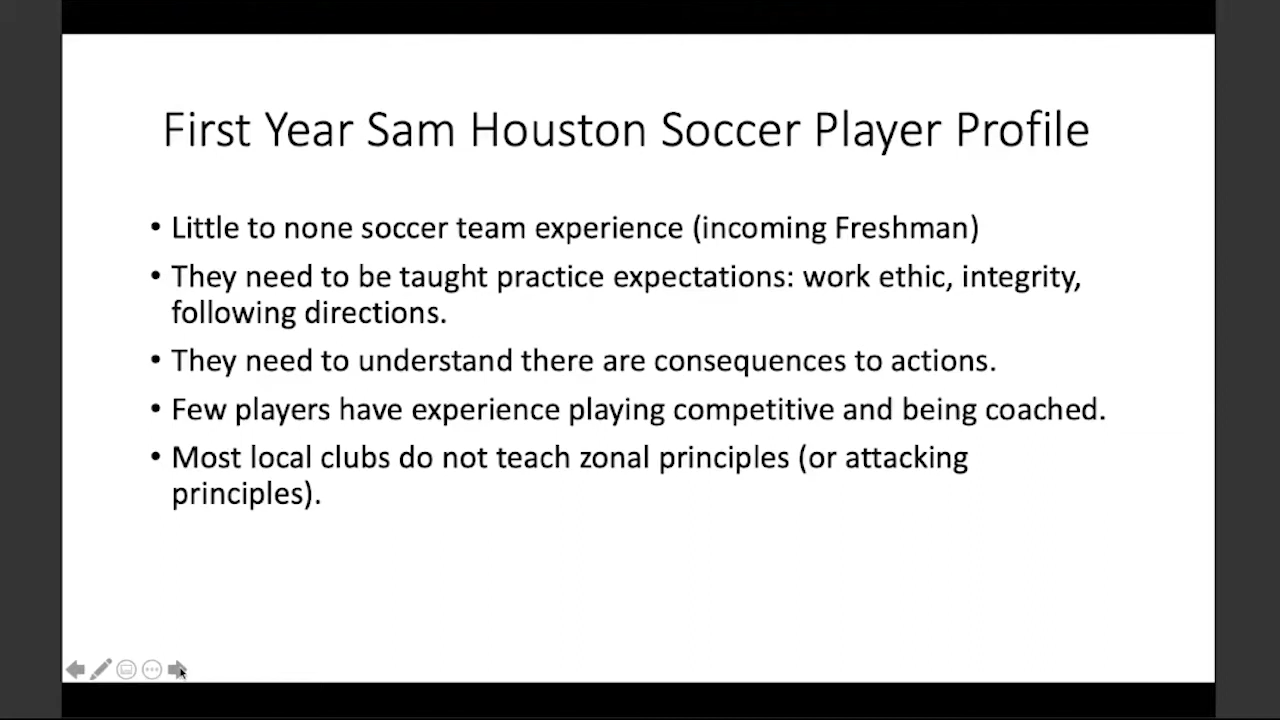 First Year Sam Houston Soccer Player Profile
• Little to none soccer team experience (incoming Freshman)
• They need to be taught practice expectations: work ethic, integrity,
following directions.
• They need to understand there are consequences to actions.
• Few players have experience playing competitive and being coached.
• Most local clubs do not teach zonal principles (or attacking
principles).